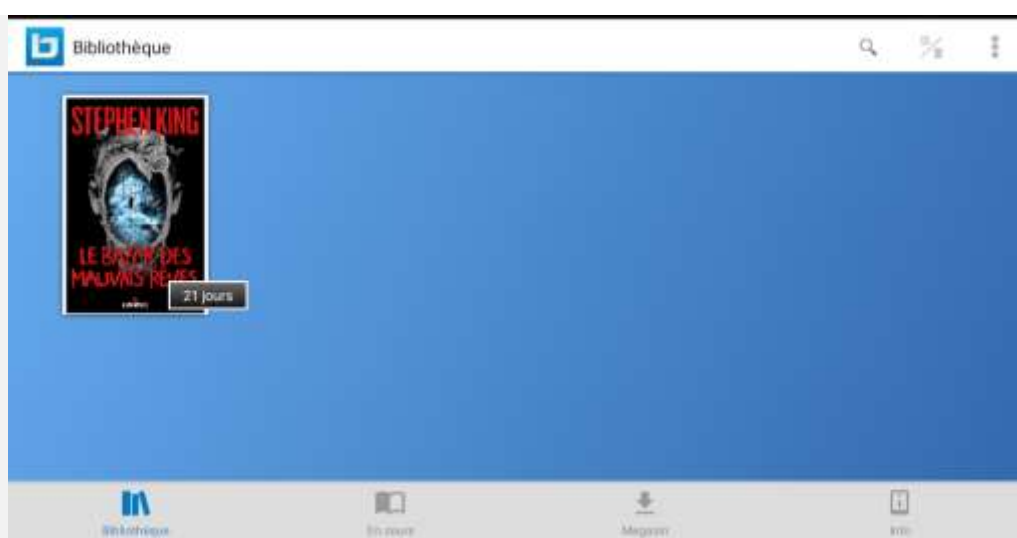 Bibliothèque
STEPHEN KING
LE BAZAR DES
MAUVAIS RÊVES
21 jours
Bibliothèque
En cours
Magasin
Info